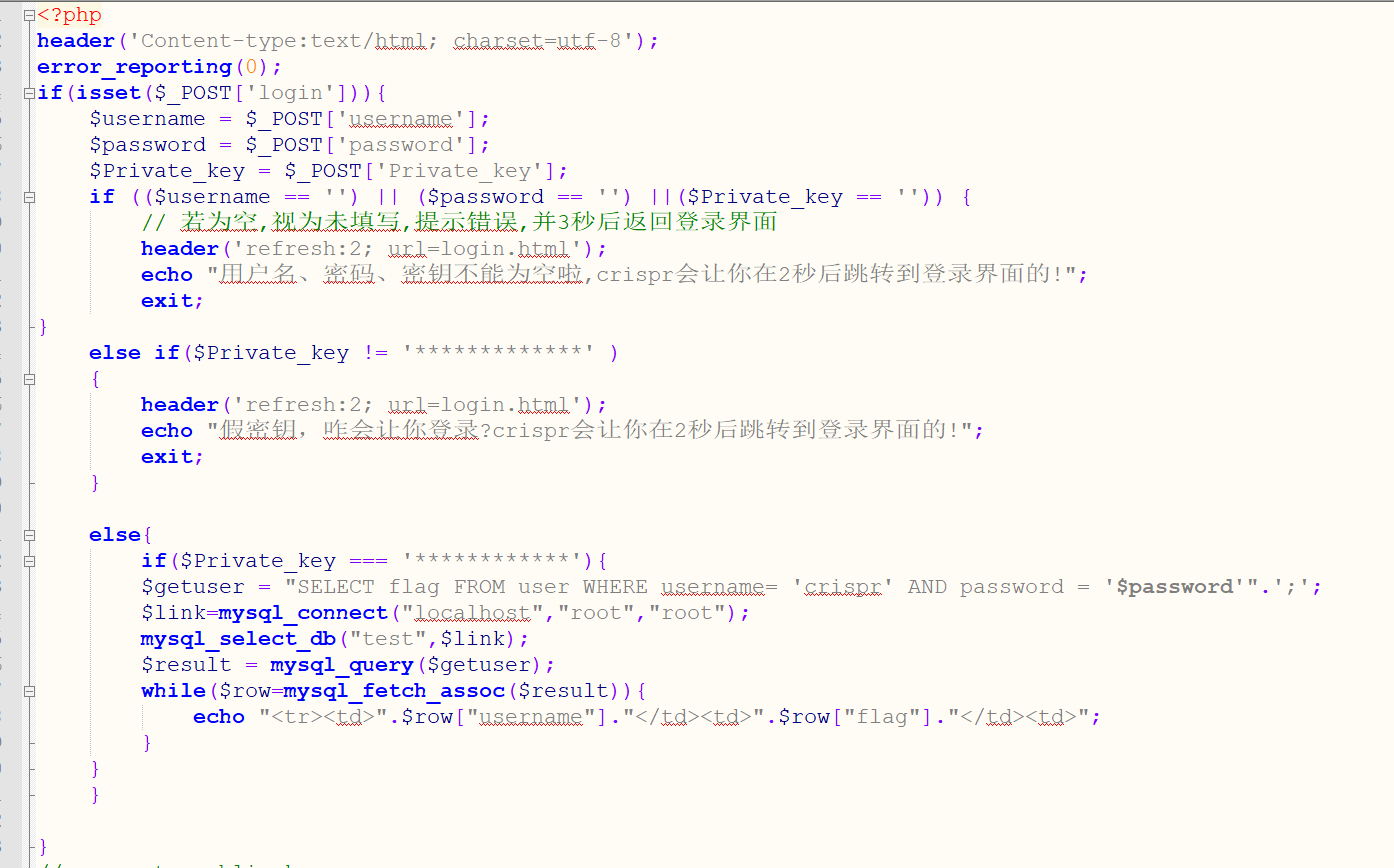 <?php
header('Content-type:text/html; charset=utf-8');
error_reporting(0);
if(isset($_POST['login'])){
    $username = $_POST['username'];
    $password = $_POST['password'];
    $Private_key = $_POST['Private_key'];
    if (($username == '') || ($password == '') ||($Private_key == '')) {
        // 若为空,视为未填写,提示错误,并3秒后返回登录界面
        header('refresh:2; url=login.html');
        echo "用户名、密码、密钥不能为空啦,crispr会让你在2秒后跳转到登录界面的!";
        exit;
}
    else if($Private_key != '*************' )
    {
        header('refresh:2; url=login.html');
        echo "假密钥，咋会让你登录?crispr会让你在2秒后跳转到登录界面的!";
        exit;
    }
    else{
        if($Private_key === '************'){
        $getuser = "SELECT flag FROM user WHERE username= 'crispr' AND password = '$password'".';';
        $link=mysql_connect("localhost","root","root");
        mysql_select_db("test",$link);
        $result = mysql_query($getuser);
        while($row=mysql_fetch_assoc($result)){
            echo "<tr><td>".$row["username"]."</td><td>".$row["flag"]."</td><td>";
        }
    }
    }
}